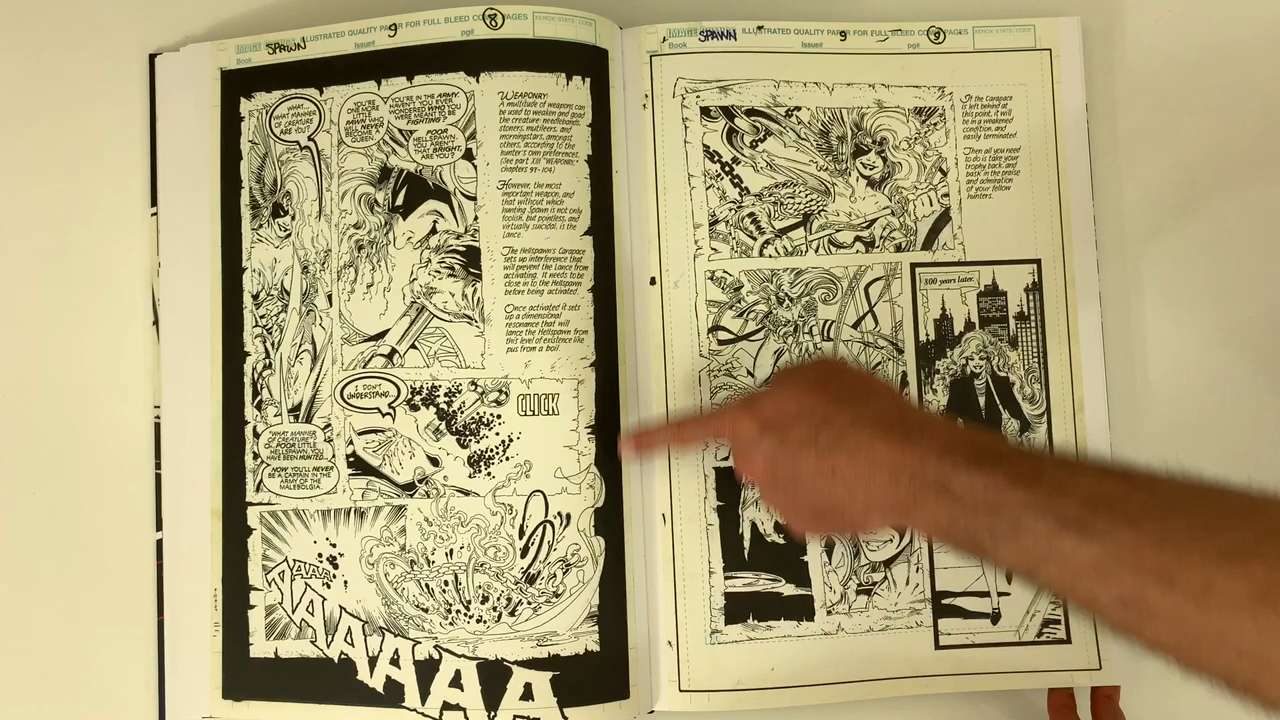 IMAGE
ILLUSTRATED QUALITY PAPER FOR FULL BLEED COMIC PAGES
XEROX STATS CODE
Book SPAWN Issue# 9 pg# 8
WHAT...
WHAT MANNER
OF CREATURE
ARE YOU?
YOU'RE
ONE MORE
LITTLE
PAWN WHO
WILL NEVER
BECOME A
QUEEN.
YOU'RE IN THE ARMY.
HAVEN'T YOU EVER
WONDERED WHO YOU
WERE MEANT TO BE
FIGHTING?
POOR
HELLSPAWN.
YOU AREN'T
THAT BRIGHT,
ARE YOU?
WEAPONRY:
A multitude of weapons can
be used to weaken and goad
the creature: needlebands,
stoners, mutileers, and
morningstars, amongst
others, according to the
hunter's own preferences.
(See part XIII "WEAPONRY,"
chapters 97-104)
However, the most
important weapon, and
that without which
hunting Spawn is not only
foolish, but pointless, and
virtually suicidal, is the
Lance.
The Hellspawn's Carapace
sets up interference that
will prevent the Lance from
activating. It needs to be
close in to the Hellspawn
before being activated.
Once activated it sets
up a dimensional
resonance that will
lance the Hellspawn from
this level of existence like
pus from a boil.
I DON'T
UNDERSTAND...
CLICK
"WHAT MANNER
OF CREATURE?"
OH, POOR LITTLE
HELLSPAWN. YOU
HAVE BEEN HUNTED...
NOW YOU'LL NEVER
BE A CAPTAIN IN THE
ARMY OF THE
MALEBOLGIA.
AAAA
AAAAAAA
IMAGE
ILLUSTRATED QUALITY PAPER FOR FULL BLEED COMIC PAGES
XEROX STATS CODE
Book SPAWN Issue# 9 pg# 9
If the Carapace
is left behind at
this point, it will
be in a weakened
condition, and
easily terminated.
Then all you need
to do is take your
trophy back, and
bask in the praise
and admiration
of your fellow
hunters.
800 years later.